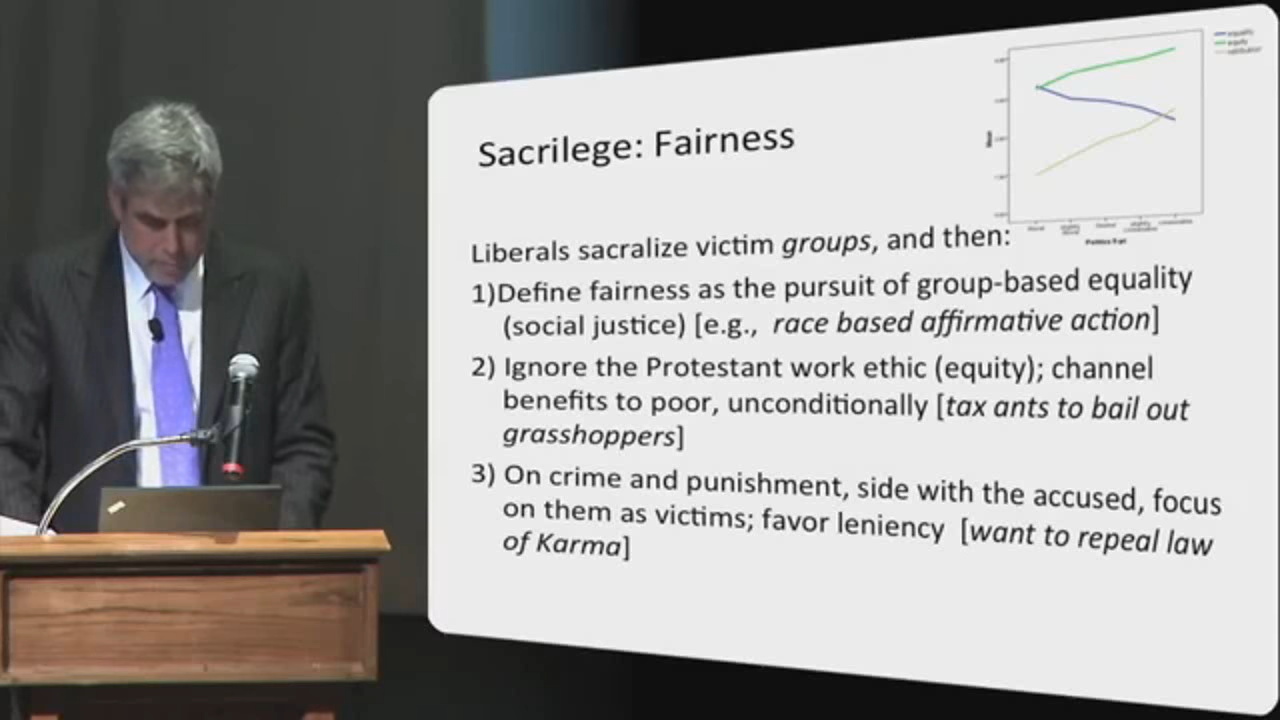 Sacrilege: Fairness
equality
equity
Liberals sacralize victim groups, and then:
1)Define fairness as the pursuit of group-based equality
(social justice) [e.g., race based affirmative action]
2) Ignore the Protestant work ethic (equity); channel
benefits to poor, unconditionally [tax ants to bail out
grasshoppers]
3) On crime and punishment, side with the accused, focus
on them as victims; favor leniency [want to repeal law
of Karma]